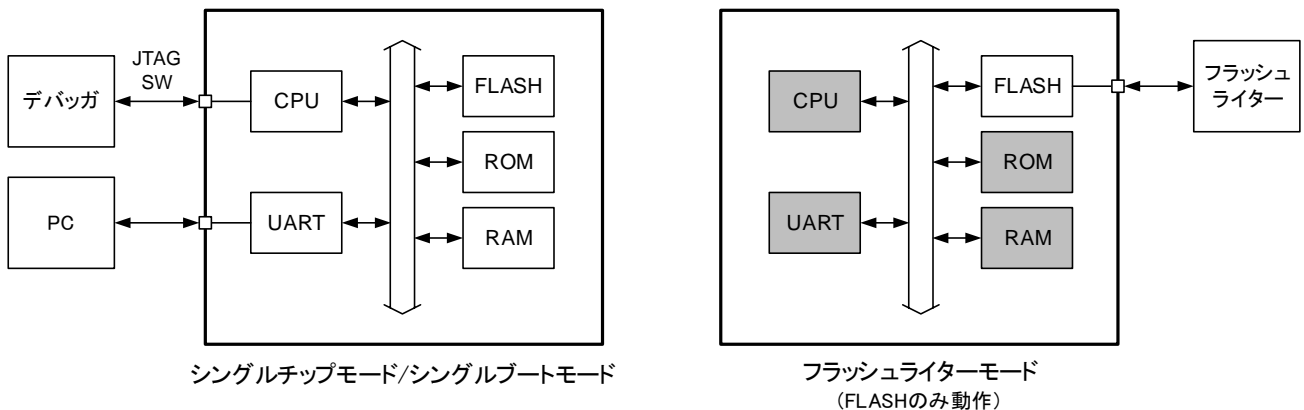 JTAG
SW
デバッガ
CPU
FLASH
ROM
PC
UART
RAM
シングルチップモード/シングルブートモード
CPU
FLASH
フラッシュ
ライター
ROM
UART
RAM
フラッシュライターモード
(FLASHのみ動作)